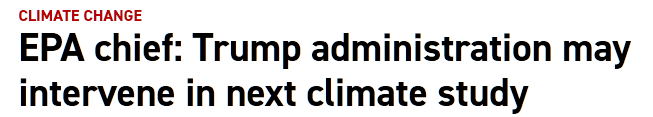 CLIMATE CHANGE
EPA chief: Trump administration may
intervene in next climate study